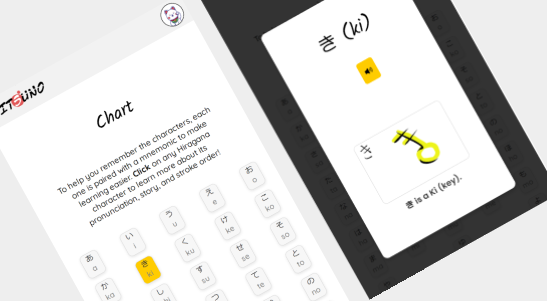 ITSUNO
Chart
To help you remember the characters, each
one is paired with a mnemonic to make
learning easier. Click on any Hiragana
character to learn more about its
pronunciation, story, and stroke order!
あ
a
い
i
う
u
え
e
お
o
か
ka
き
ki
く
ku
け
ke
こ
ko
し
す
su
せ
se
そ
so
つ
て
te
と
to
の
no
き (ki)
き
き is a Ki (key).